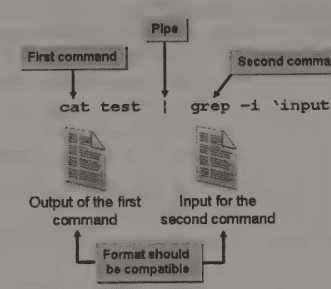 Pipe
First command
Second comma
cat test | grep -i `input
Output of the first
command
Input for the
second command
Format should
be compatible